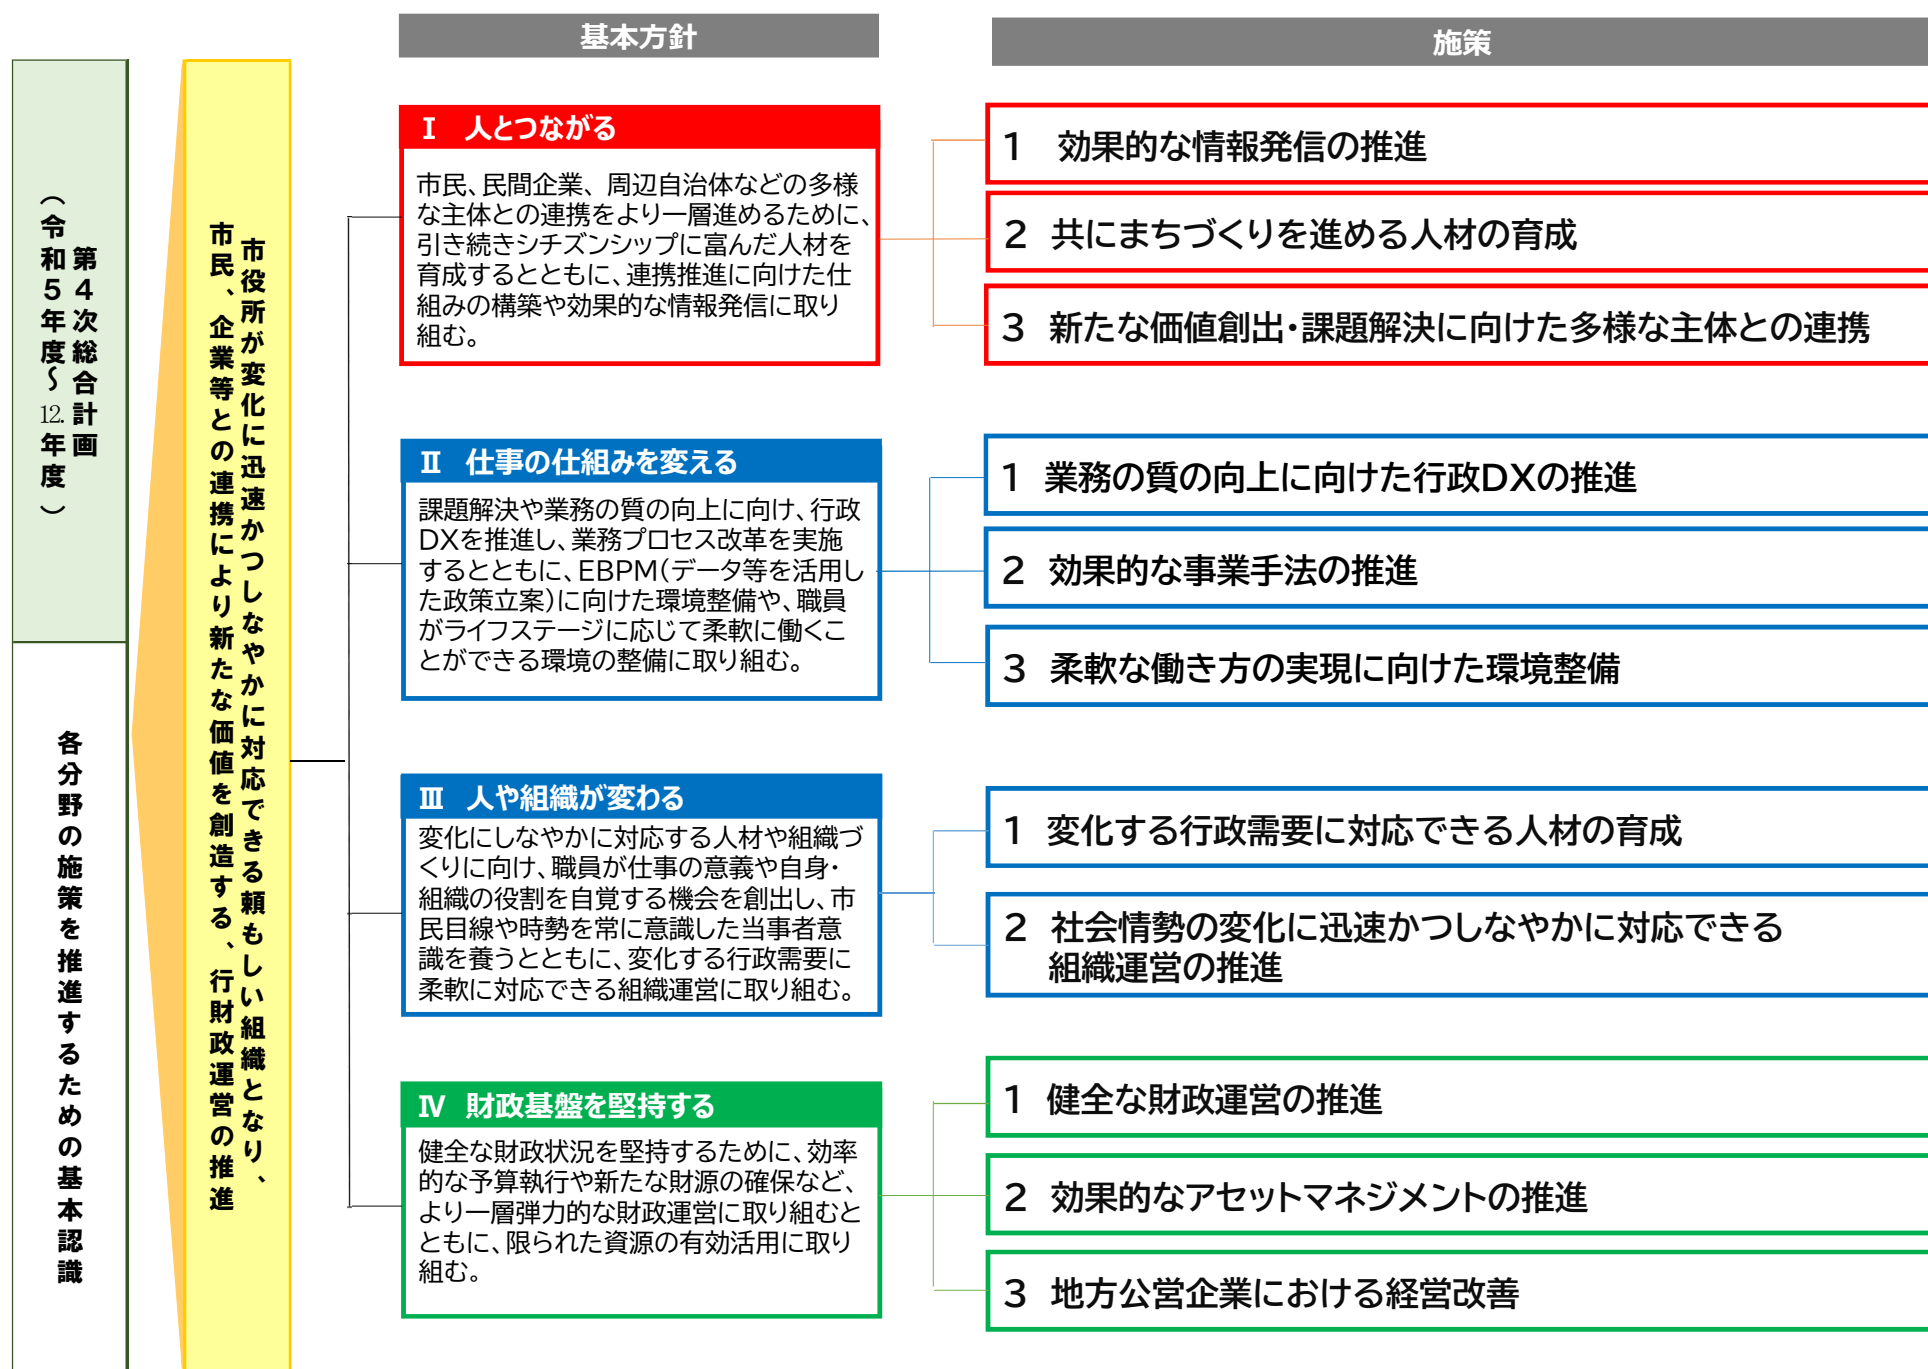 基本方針
施策
第４次総合計画
（令和５年度～12.年度）
各分野の施策を推進するための基本認識
市役所が変化に迅速かつしなやかに対応できる頼もしい組織となり、
市民、企業等との連携により新たな価値を創造する、行財政運営の推進
Ⅰ　人とつながる
市民、民間企業、周辺自治体などの多様
な主体との連携をより一層進めるために、
引き続きシチズンシップに富んだ人材を
育成するとともに、連携推進に向けた仕
組みの構築や効果的な情報発信に取り
組む。
1　効果的な情報発信の推進
2　共にまちづくりを進める人材の育成
3　新たな価値創出・課題解決に向けた多様な主体との連携
Ⅱ　仕事の仕組みを変える
課題解決や業務の質の向上に向け、行政
DXを推進し、業務プロセス改革を実施
するとともに、EBPM（データ等を活用し
た政策立案）に向けた環境整備や、職員
がライフステージに応じて柔軟に働くこ
とができる環境の整備に取り組む。
1　業務の質の向上に向けた行政DXの推進
2　効果的な事業手法の推進
3　柔軟な働き方の実現に向けた環境整備
Ⅲ　人や組織が変わる
変化にしなやかに対応する人材や組織づ
くりに向け、職員が仕事の意義や自身・
組織の役割を自覚する機会を創出し、市
民目線や時勢を常に意識した当事者意
識を養うとともに、変化する行政需要に
柔軟に対応できる組織運営に取り組む。
1　変化する行政需要に対応できる人材の育成
2　社会情勢の変化に迅速かつしなやかに対応できる
組織運営の推進
Ⅳ　財政基盤を堅持する
健全な財政状況を堅持するために、効率
的な予算執行や新たな財源の確保など、
より一層弾力的な財政運営に取り組むと
ともに、限られた資源の有効活用に取り
組む。
1　健全な財政運営の推進
2　効果的なアセットマネジメントの推進
3　地方公営企業における経営改善